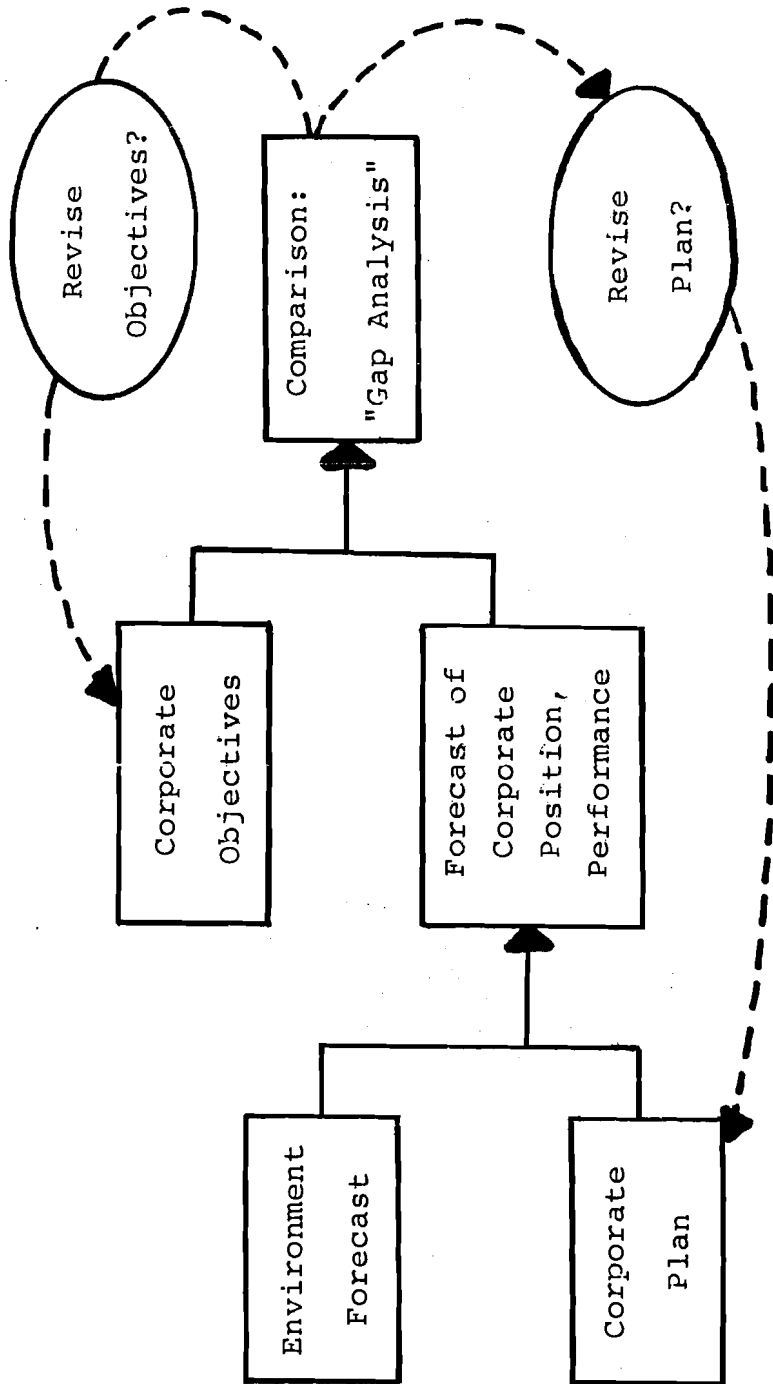 Environment
Forecast
Corporate
Plan
Corporate
Objectives
Forecast of
Corporate
Position,
Performance
Comparison:
"Gap Analysis"
Revise
Objectives?
Revise
Plan?